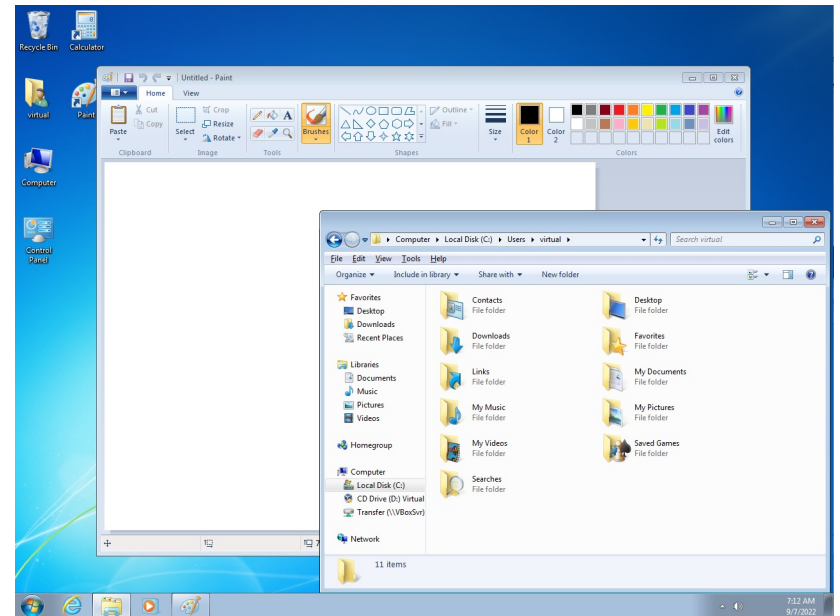 Recycle Bin
Calculator
virtual
Paint
Computer
Control
Panel
Untitled - Paint
Home View
Paste
Cut
Copy
Clipboard
Select
Crop
Resize
Rotate
Image
A
Tools
Brushes
Outline
Fill
Shapes
Size
Color
1
Color
2
Edit
colors
Colors
Computer Local Disk (C:) Users virtual
Search virtual
File Edit View Tools Help
Organize Include in library Share with New folder
Favorites
Desktop
Downloads
Recent Places
Libraries
Documents
Music
Pictures
Videos
Homegroup
Computer
Local Disk (C:)
CD Drive (D:) Virtual
Transfer (\\VBoxSvr)
Network
Contacts
File folder
Desktop
File folder
Downloads
File folder
Favorites
File folder
Links
File folder
My Documents
File folder
My Music
File folder
My Pictures
File folder
My Videos
File folder
Saved Games
File folder
Searches
File folder
11 items
7
7:12 AM
9/7/2022